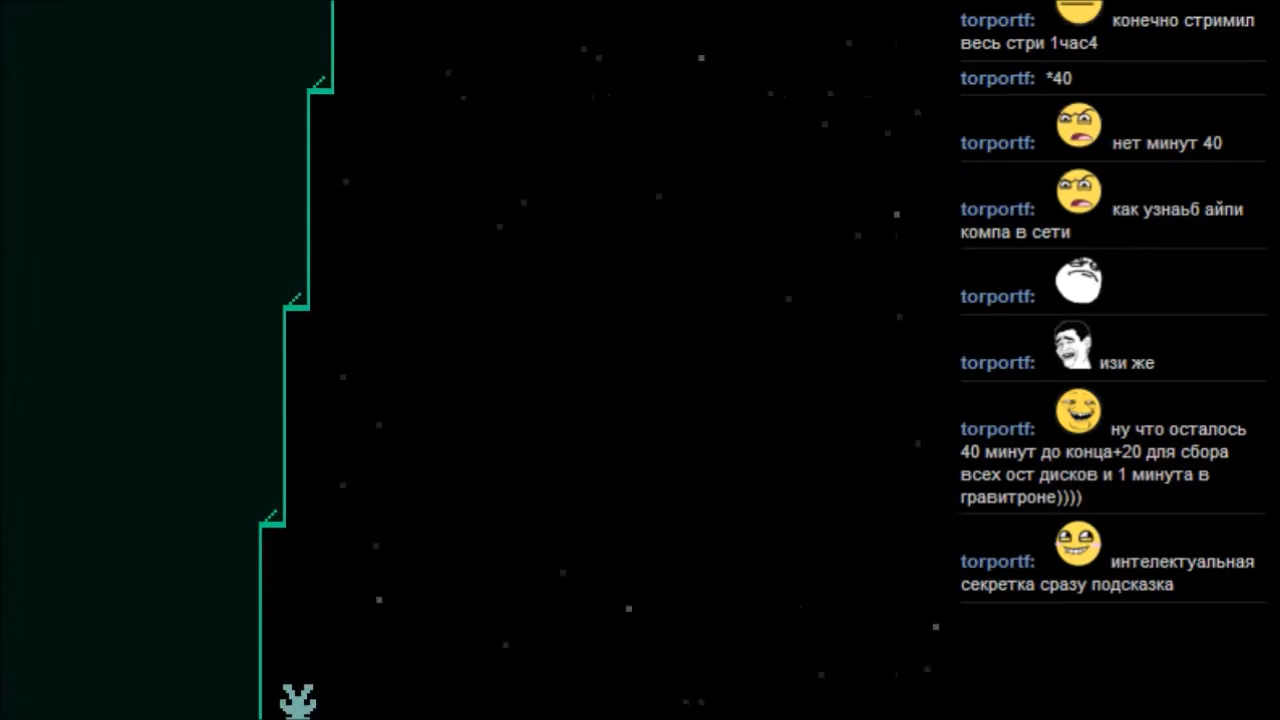 torportf: конечно стримил
весь стри 1час4
torportf: *40
torportf: нет минут 40
torportf: как узнаьб айпи
компа в сети
torportf:
torportf: изи же
torportf: ну что осталось
40 минут до конца+20 для сбора
всех ост дисков и 1 минута в
гравитроне))))
torportf: интелектуальная
секретка сразу подсказка